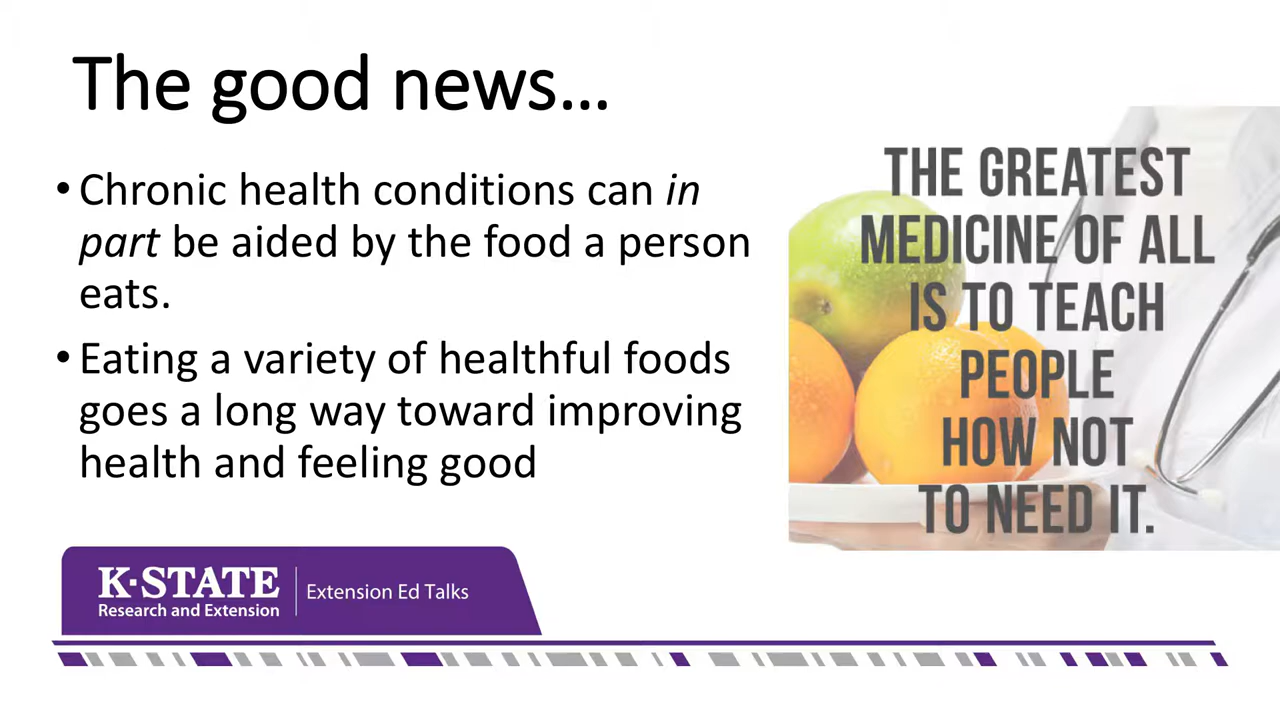 The good news...
• Chronic health conditions can in
part be aided by the food a person
eats.
• Eating a variety of healthful foods
goes a long way toward improving
health and feeling good
THE GREATEST
MEDICINE OF ALL
IS TO TEACH
PEOPLE
HOW NOT
TO NEED IT.
K·STATE
Research and Extension
Extension Ed Talks